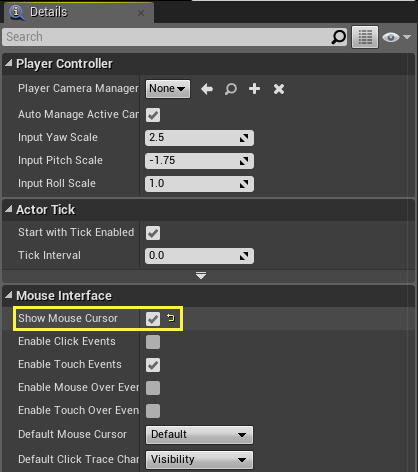 Details
Search
Player Controller
Player Camera Manager None
Auto Manage Active Can
Input Yaw Scale 2.5
Input Pitch Scale -1.75
Input Roll Scale 1.0
Actor Tick
Start with Tick Enabled
Tick Interval 0.0
Mouse Interface
Show Mouse Cursor
Enable Click Events
Enable Touch Events
Enable Mouse Over Even
Enable Touch Over Even
Default Mouse Cursor Default
Default Click Trace Char Visibility